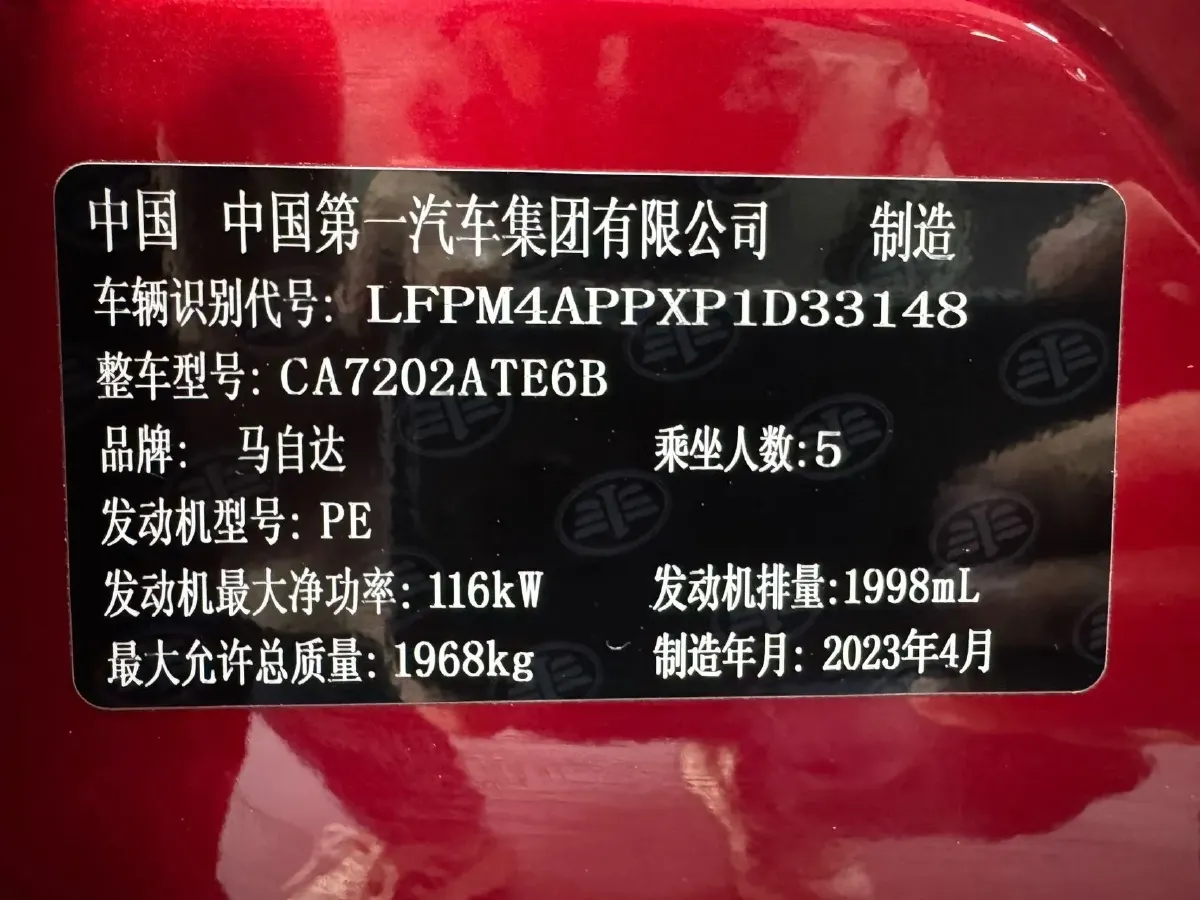 中国 中国第一汽车集团有限公司 制造
车辆识别代号: LFPM4APPXP1D33148
整车型号: CA7202ATE6B
品牌: 马自达 乘坐人数:5
发动机型号: PE
发动机最大净功率: 116kW 发动机排量:1998mL
最大允许总质量: 1968kg 制造年月: 2023年4月